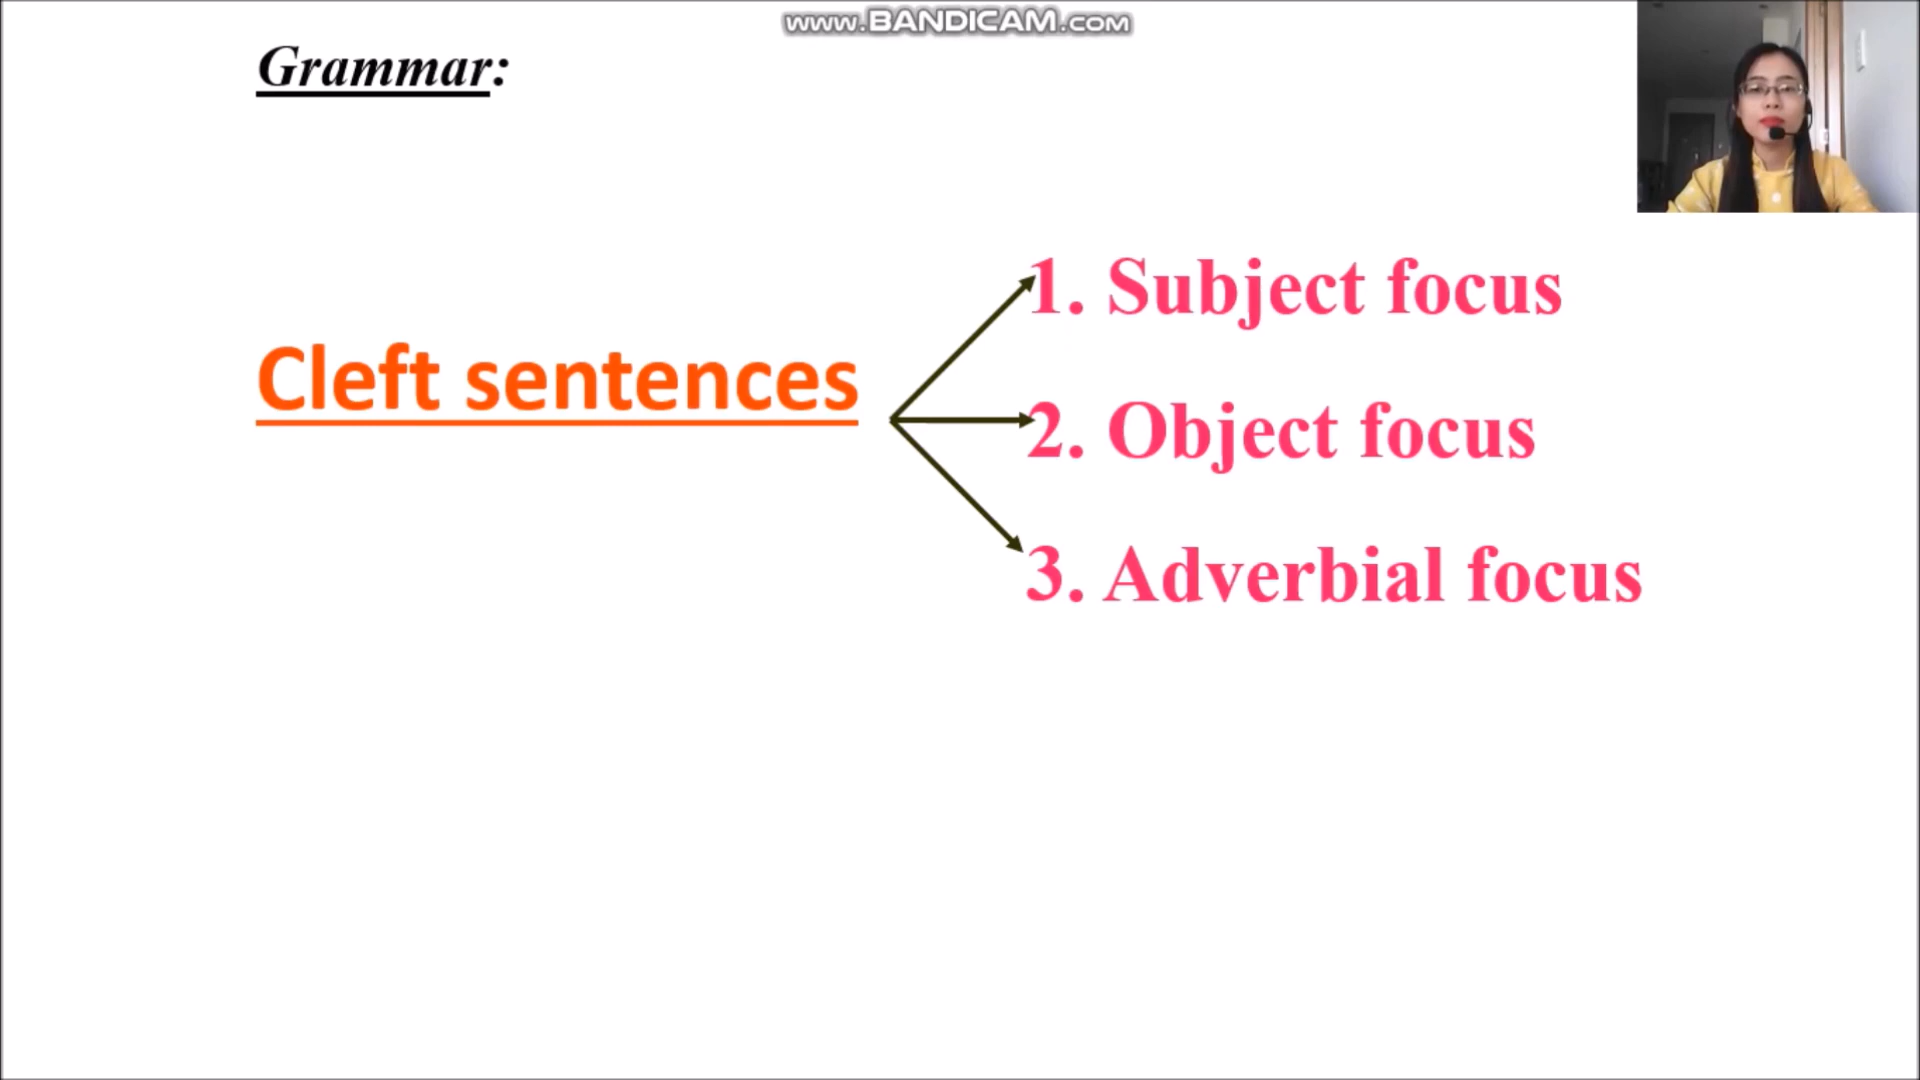 www.BANDICAM.com
Grammar:
1. Subject focus
Cleft sentences
2. Object focus
3. Adverbial focus